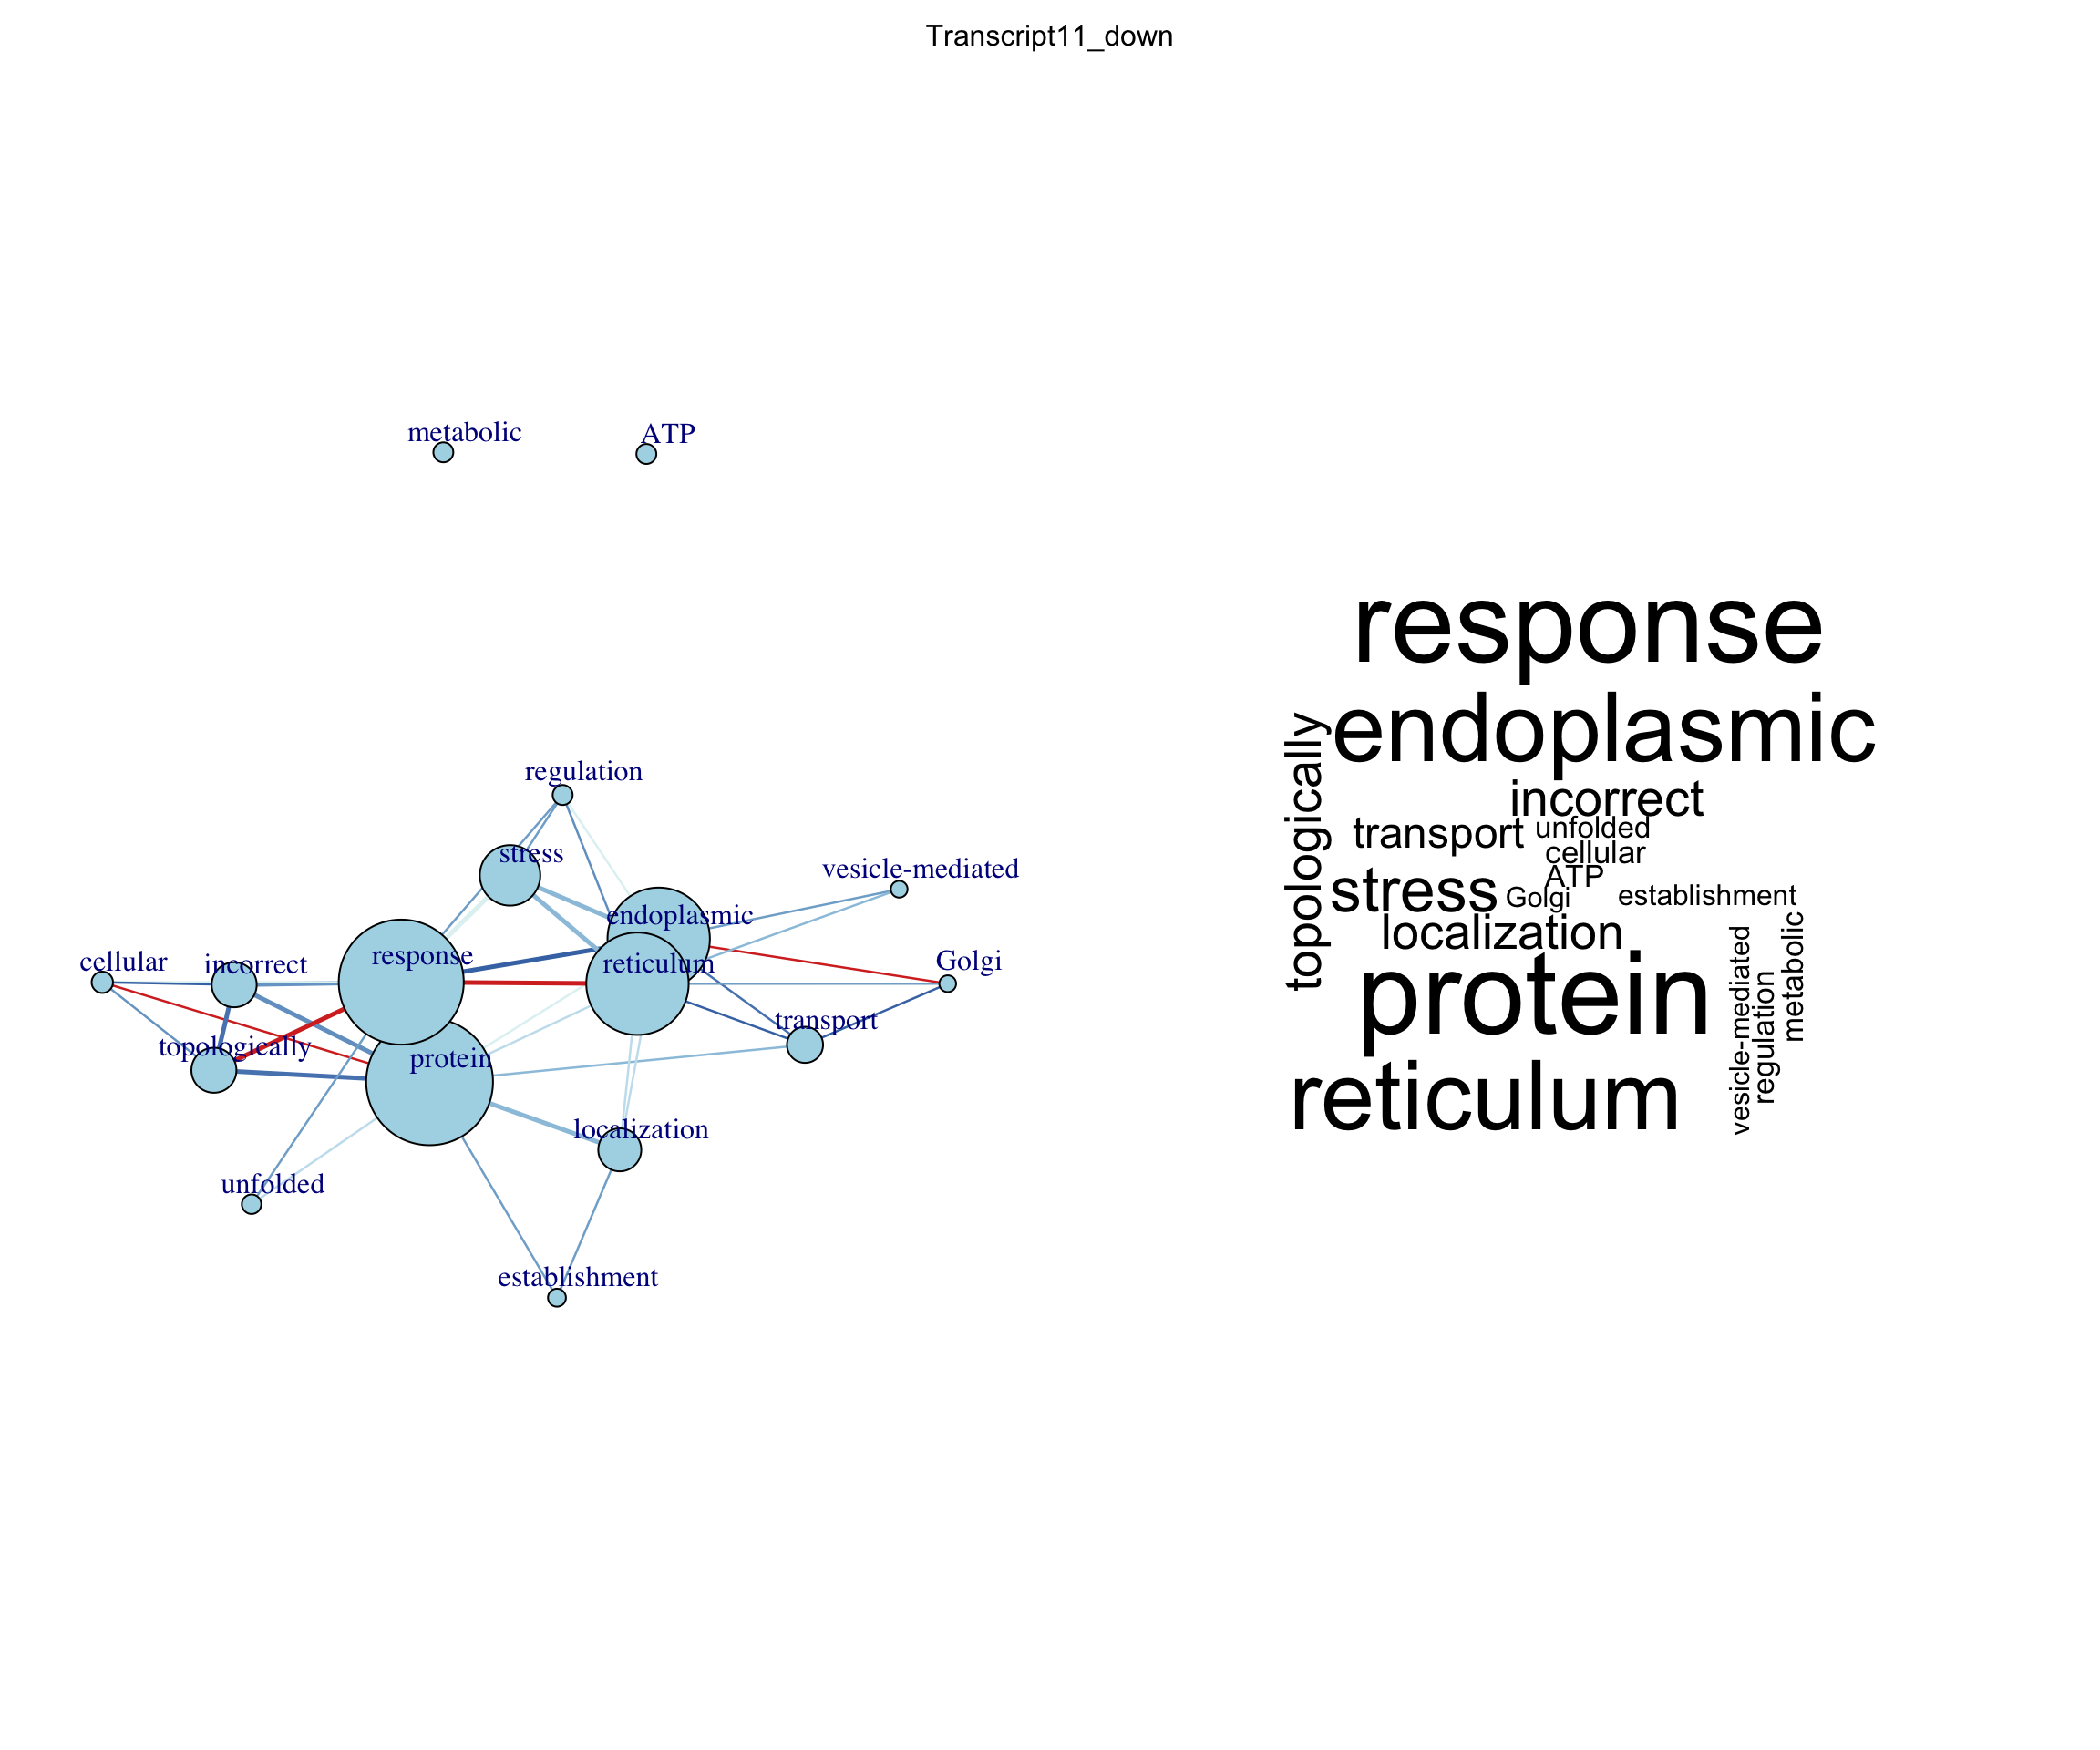 Transcript11_down
metabolic
ATP
regulation
stress
vesicle-mediated
endoplasmic
response
reticulum
cellular
incorrect
Golgi
transport
topologically
protein
localization
unfolded
establishment
response
endoplasmic
topologically
incorrect
transport
unfolded
cellular
ATP
stress
Golgi
establishment
localization
protein
vesicle-mediated
regulation
metabolic
reticulum